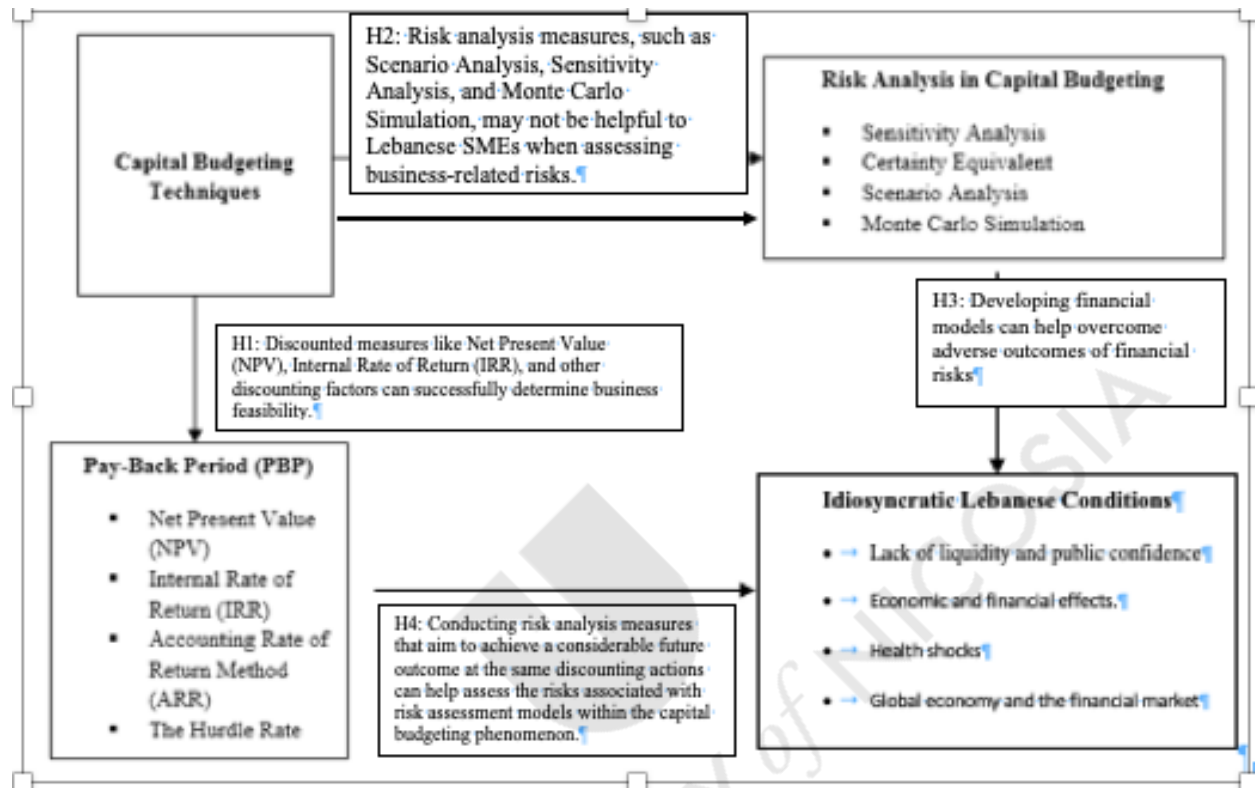 Capital Budgeting
Techniques
H2: Risk analysis measures, such as
Scenario Analysis, Sensitivity
Analysis, and Monte Carlo
Simulation, may not be helpful to
Lebanese SMEs when assessing
business-related risks.¶
Risk Analysis in Capital Budgeting
▪ Sensitivity Analysis
▪ Certainty Equivalent
▪ Scenario Analysis
▪ Monte Carlo Simulation
H1: Discounted measures like Net Present Value
(NPV), Internal Rate of Return (IRR), and other
discounting factors can successfully determine business
feasibility.¶
H3: Developing financial
models can help overcome
adverse outcomes of financial
risks¶
Pay-Back Period (PBP)
▪ Net Present Value
(NPV)
▪ Internal Rate of
Return (IRR)
▪ Accounting Rate of
Return Method
(ARR)
▪ The Hurdle Rate
H4: Conducting risk analysis measures
that aim to achieve a considerable future
outcome at the same discounting actions
can help assess the risks associated with
risk assessment models within the capital
budgeting phenomenon.¶
Idiosyncratic Lebanese Conditions¶
• → Lack of liquidity and public confidence¶
• → Economic and financial effects.¶
• → Health shocks¶
• → Global economy and the financial market¶
of NICOSIA